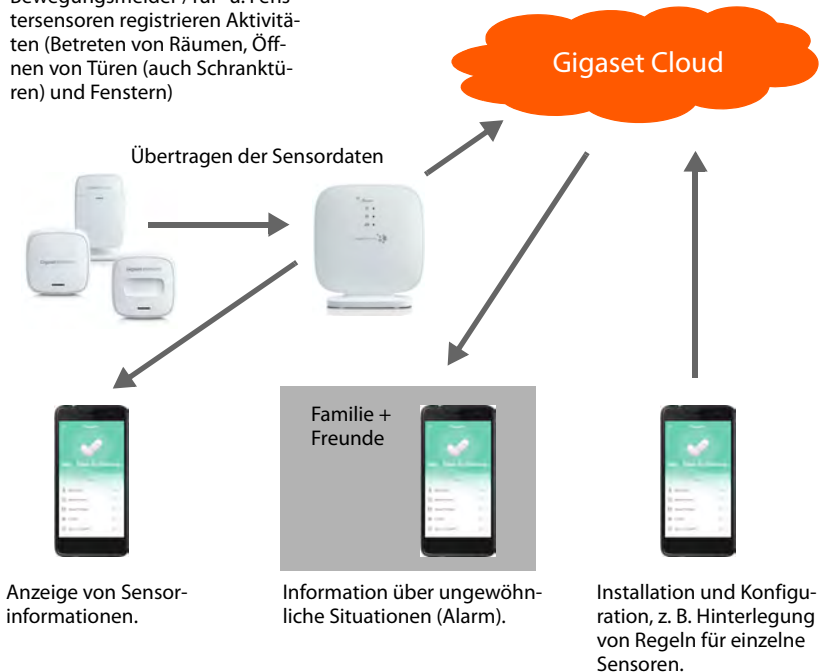 tersensoren registrieren Aktivitä-
ten (Betreten von Räumen, Öff-
nen von Türen (auch Schranktü-
ren) und Fenstern)
Gigaset Cloud
Übertragen der Sensordaten
Familie +
Freunde
Anzeige von Sensor-
informationen.
Information über ungewöhn-
liche Situationen (Alarm).
Installation und Konfigu-
ration, z. B. Hinterlegung
von Regeln für einzelne
Sensoren.